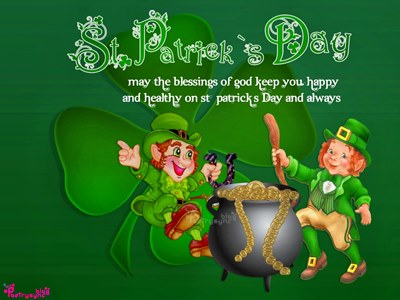 St. Patrick`s Day
may the blessings of god keep you happy
and healthy on st patrick`s Day and always